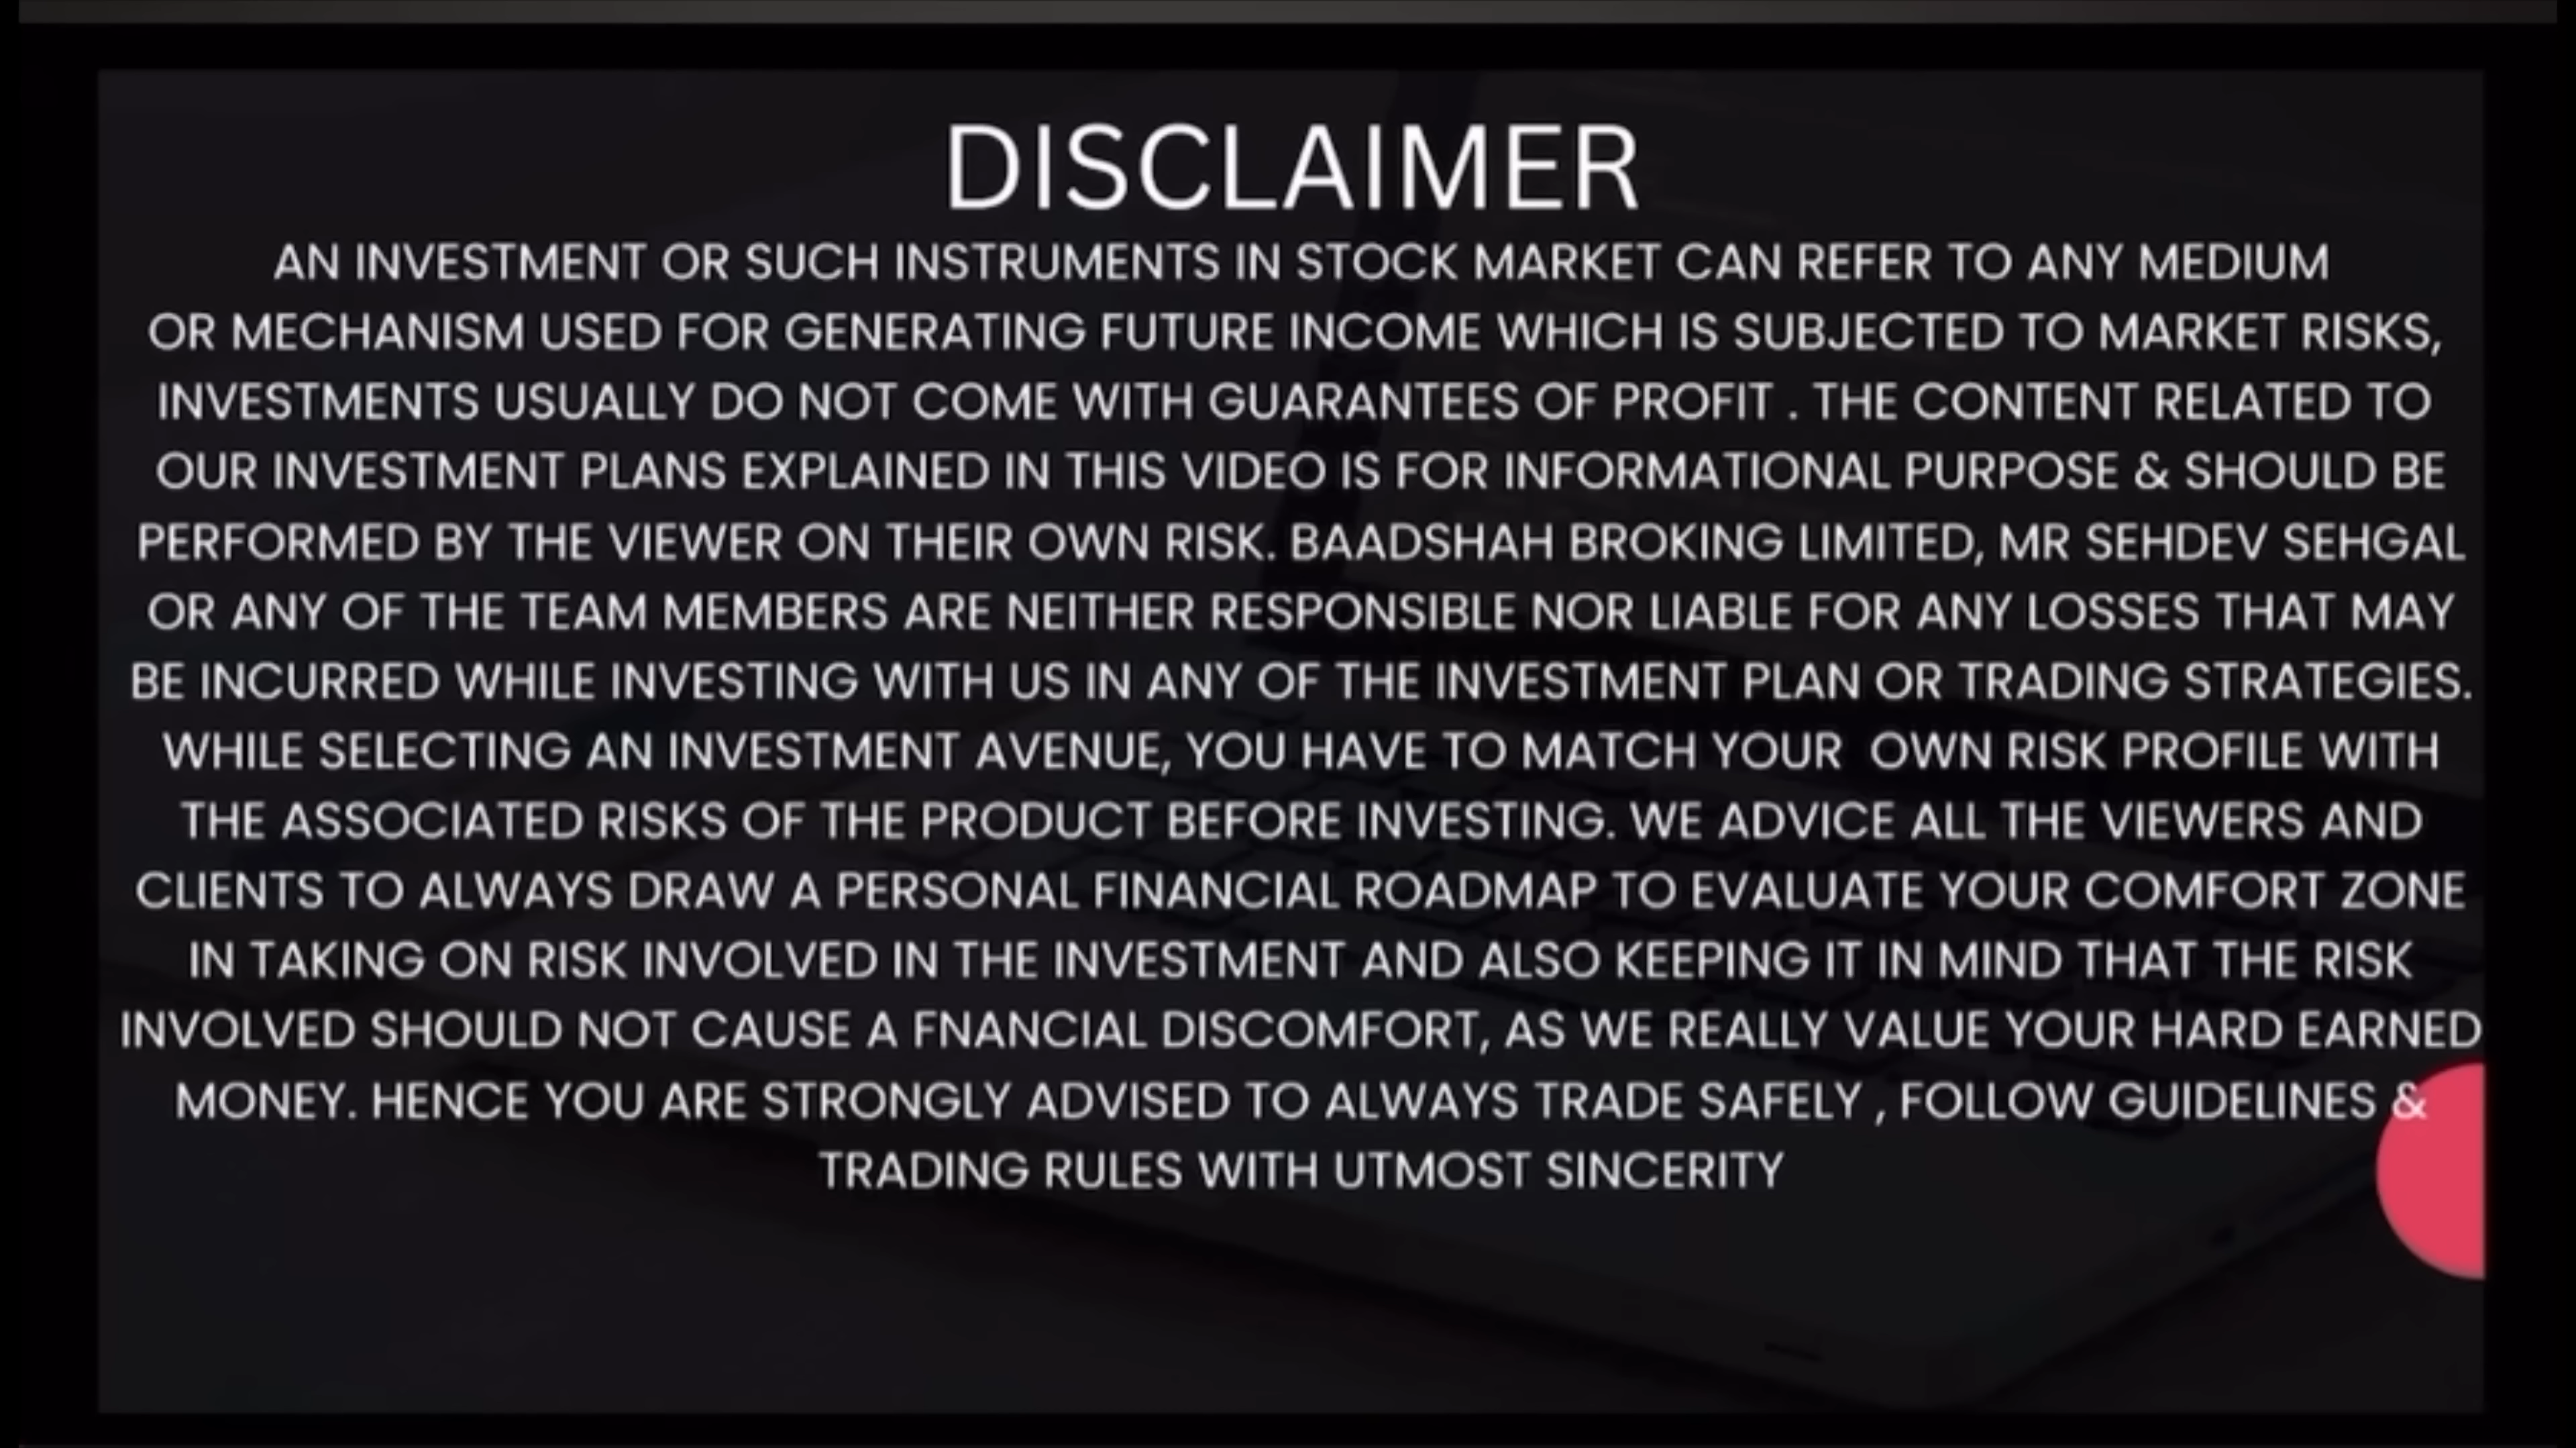 DISCLAIMER
AN INVESTMENT OR SUCH INSTRUMENTS IN STOCK MARKET CAN REFER TO ANY MEDIUM
OR MECHANISM USED FOR GENERATING FUTURE INCOME WHICH IS SUBJECTED TO MARKET RISKS,
INVESTMENTS USUALLY DO NOT COME WITH GUARANTEES OF PROFIT . THE CONTENT RELATED TO
OUR INVESTMENT PLANS EXPLAINED IN THIS VIDEO IS FOR INFORMATIONAL PURPOSE & SHOULD BE
PERFORMED BY THE VIEWER ON THEIR OWN RISK. BAADSHAH BROKING LIMITED, MR SEHDEV SEHGAL
OR ANY OF THE TEAM MEMBERS ARE NEITHER RESPONSIBLE NOR LIABLE FOR ANY LOSSES THAT MAY
BE INCURRED WHILE INVESTING WITH US IN ANY OF THE INVESTMENT PLAN OR TRADING STRATEGIES.
WHILE SELECTING AN INVESTMENT AVENUE, YOU HAVE TO MATCH YOUR  OWN RISK PROFILE WITH
THE ASSOCIATED RISKS OF THE PRODUCT BEFORE INVESTING. WE ADVICE ALL THE VIEWERS AND
CLIENTS TO ALWAYS DRAW A PERSONAL FINANCIAL ROADMAP TO EVALUATE YOUR COMFORT ZONE
IN TAKING ON RISK INVOLVED IN THE INVESTMENT AND ALSO KEEPING IT IN MIND THAT THE RISK
INVOLVED SHOULD NOT CAUSE A FNANCIAL DISCOMFORT, AS WE REALLY VALUE YOUR HARD EARNED
MONEY. HENCE YOU ARE STRONGLY ADVISED TO ALWAYS TRADE SAFELY , FOLLOW GUIDELINES &
TRADING RULES WITH UTMOST SINCERITY